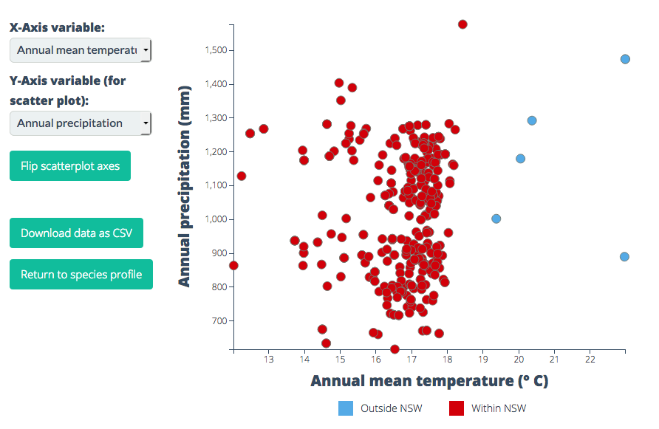 X-Axis variable:
Annual mean temperatu
Y-Axis variable (for
scatter plot):
Annual precipitation
Flip scatterplot axes
Download data as CSV
Return to species profile
Annual precipitation (mm)
1,500
1,400
1,300
1,200
1,100
1,000
900
800
700
13 14 15 16 17 18 19 20 21 22
Annual mean temperature (° C)
Outside NSW Within NSW